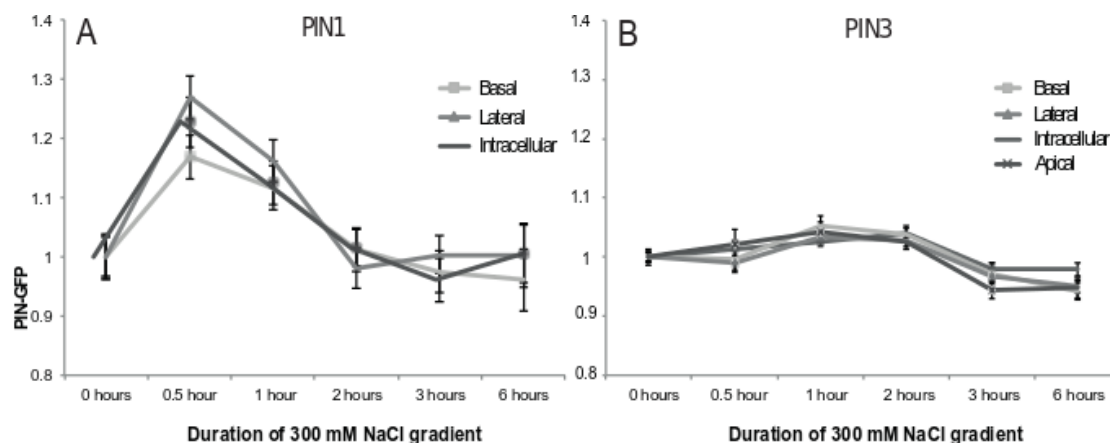 A
PIN1
1.4
1.3
1.2
1.1
1
0.9
0.8
PIN-GFP
Basal
Lateral
Intracellular
0 hours
0.5 hour
1 hour
2 hours
3 hours
6 hours
Duration of 300 mM NaCl gradient
B
PIN3
1.4
1.3
1.2
1.1
1
0.9
0.8
Basal
Lateral
Intracellular
Apical
0 hours
0.5 hour
1 hour
2 hours
3 hours
6 hours
Duration of 300 mM NaCl gradient